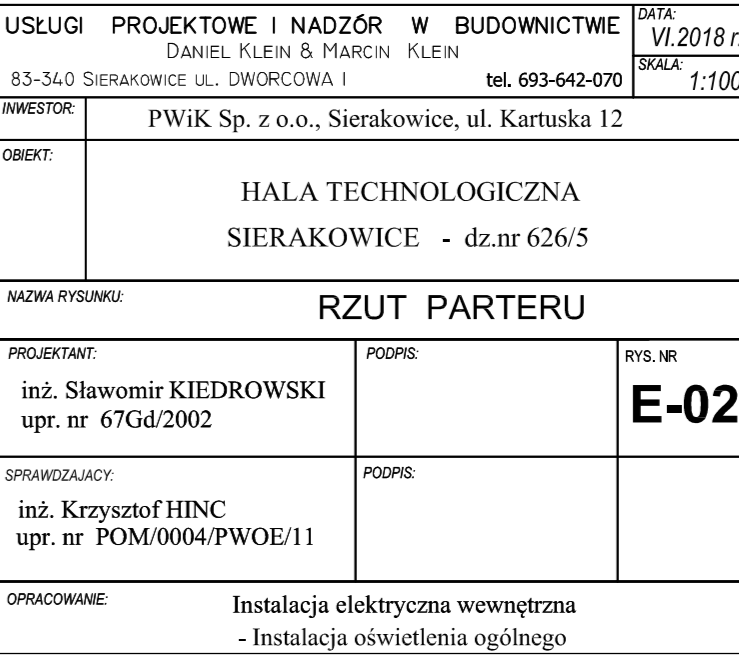 USŁUGI PROJEKTOWE I NADZÓR W BUDOWNICTWIE
DANIEL KLEIN & MARCIN KLEIN
83-340 SIERAKOWICE UL. DWORCOWA I
tel. 693-642-070
DATA:
VI.2018 r.
SKALA:
1:100
INWESTOR:
PWiK Sp. z o.o., Sierakowice, ul. Kartuska 12
OBIEKT:
HALA TECHNOLOGICZNA
SIERAKOWICE - dz.nr 626/5
NAZWA RYSUNKU:
RZUT PARTERU
PROJEKTANT:
inż. Sławomir KIEDROWSKI
upr. nr 67Gd/2002
PODPIS:
RYS. NR
E-02
SPRAWDZAJACY:
inż. Krzysztof HINC
upr. nr POM/0004/PWOE/11
PODPIS:
OPRACOWANIE:
Instalacja elektryczna wewnętrzna
- Instalacja oświetlenia ogólnego